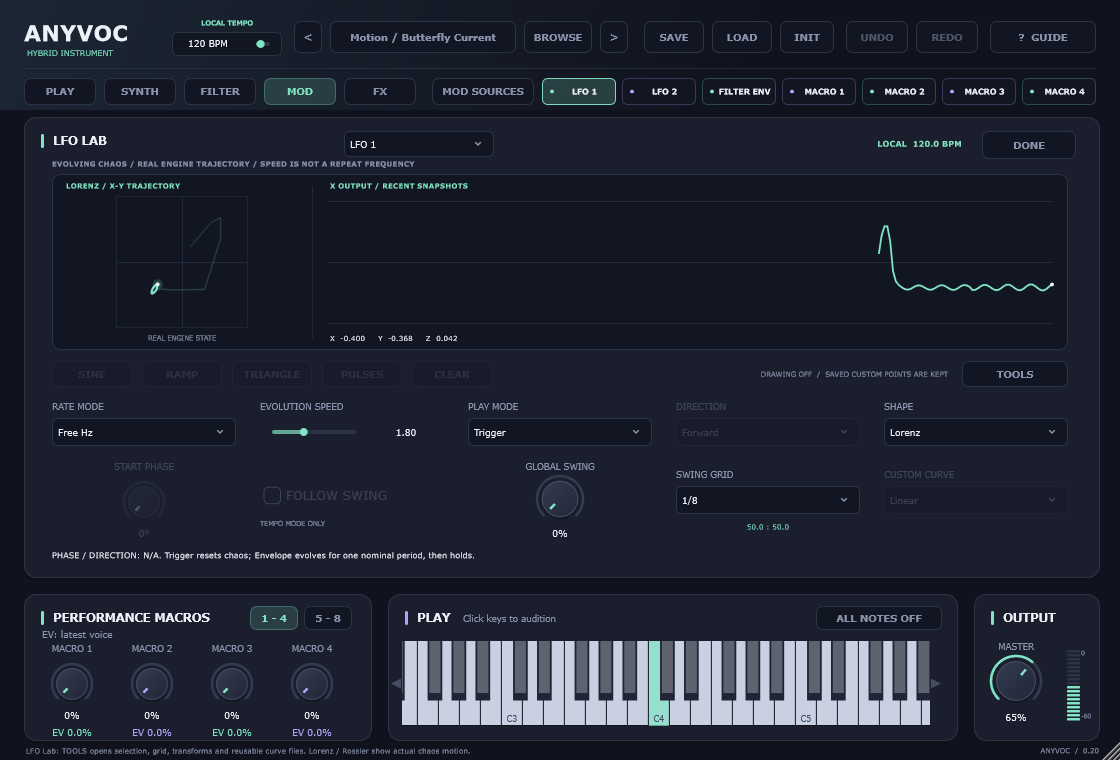 ANYVOC
HYBRID INSTRUMENT
LOCAL TEMPO
120 BPM
<
Motion / Butterfly Current
BROWSE
>
SAVE
LOAD
INIT
UNDO
REDO
? GUIDE
PLAY
SYNTH
FILTER
MOD
FX
MOD SOURCES
LFO 1
LFO 2
FILTER ENV
MACRO 1
MACRO 2
MACRO 3
MACRO 4
LFO LAB
LFO 1
LOCAL 120.0 BPM
DONE
EVOLVING CHAOS / REAL ENGINE TRAJECTORY / SPEED IS NOT A REPEAT FREQUENCY
LORENZ / X-Y TRAJECTORY
X OUTPUT / RECENT SNAPSHOTS
REAL ENGINE STATE
X -0.400 Y -0.368 Z 0.042
SINE
RAMP
TRIANGLE
PULSES
CLEAR
DRAWING OFF / SAVED CUSTOM POINTS ARE KEPT
TOOLS
RATE MODE
EVOLUTION SPEED
PLAY MODE
DIRECTION
SHAPE
Free Hz
1.80
Trigger
Forward
Lorenz
START PHASE
GLOBAL SWING
SWING GRID
CUSTOM CURVE
FOLLOW SWING
1/8
Linear
TEMPO MODE ONLY
50.0 : 50.0
0°
0%
PHASE / DIRECTION: N/A. Trigger resets chaos; Envelope evolves for one nominal period, then holds.
PERFORMANCE MACROS
1 - 4
5 - 8
EV: latest voice
MACRO 1
MACRO 2
MACRO 3
MACRO 4
0%
0%
0%
0%
EV 0.0%
EV 0.0%
EV 0.0%
EV 0.0%
PLAY
Click keys to audition
ALL NOTES OFF
C3
C4
C5
OUTPUT
MASTER
0
-60
65%
LFO Lab: TOOLS opens selection, grid, transforms and reusable curve files. Lorenz / Rossler show actual chaos motion.
ANYVOC / 0.20